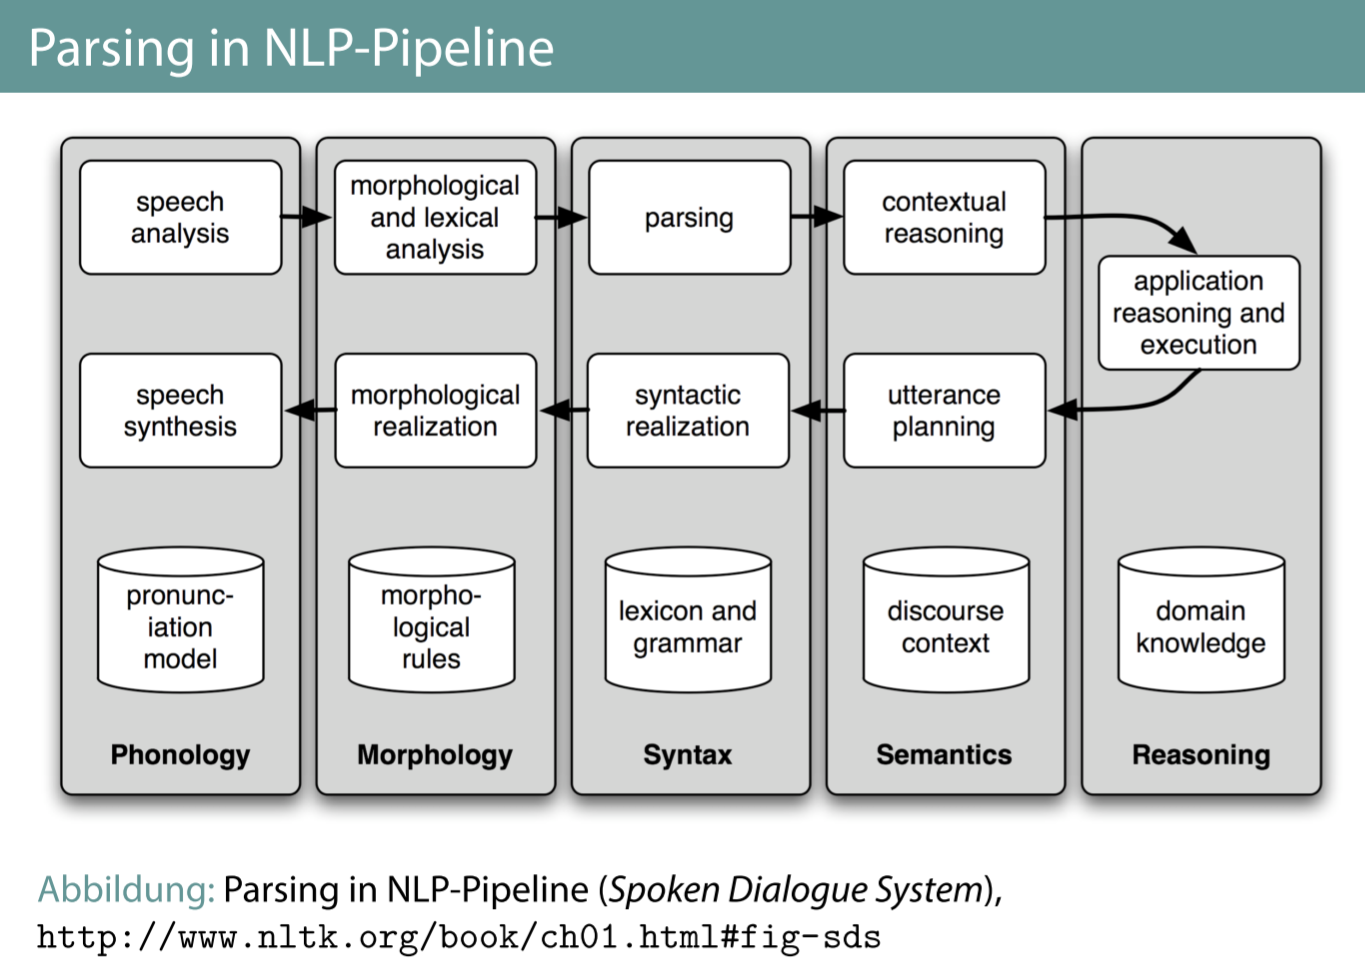 Parsing in NLP-Pipeline
speech
analysis
morphological
and lexical
analysis
parsing
contextual
reasoning
application
reasoning and
execution
speech
synthesis
morphological
realization
syntactic
realization
utterance
planning
pronunc-
iation
model
morpho-
logical
rules
lexicon and
grammar
discourse
context
domain
knowledge
Phonology
Morphology
Syntax
Semantics
Reasoning
Abbildung: Parsing in NLP-Pipeline (Spoken Dialogue System),
http://www.nltk.org/book/ch01.html#fig-sds